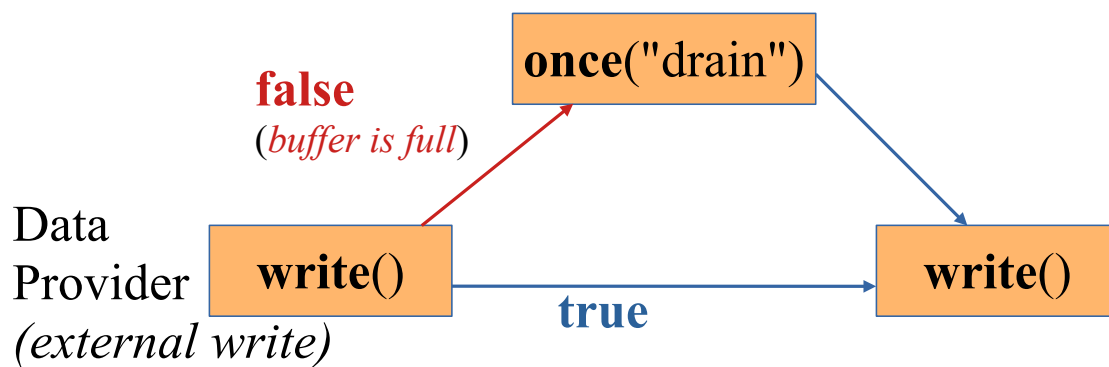 once("drain")
false
(buffer is full)
Data
Provider
(external write)
write()
true
write()